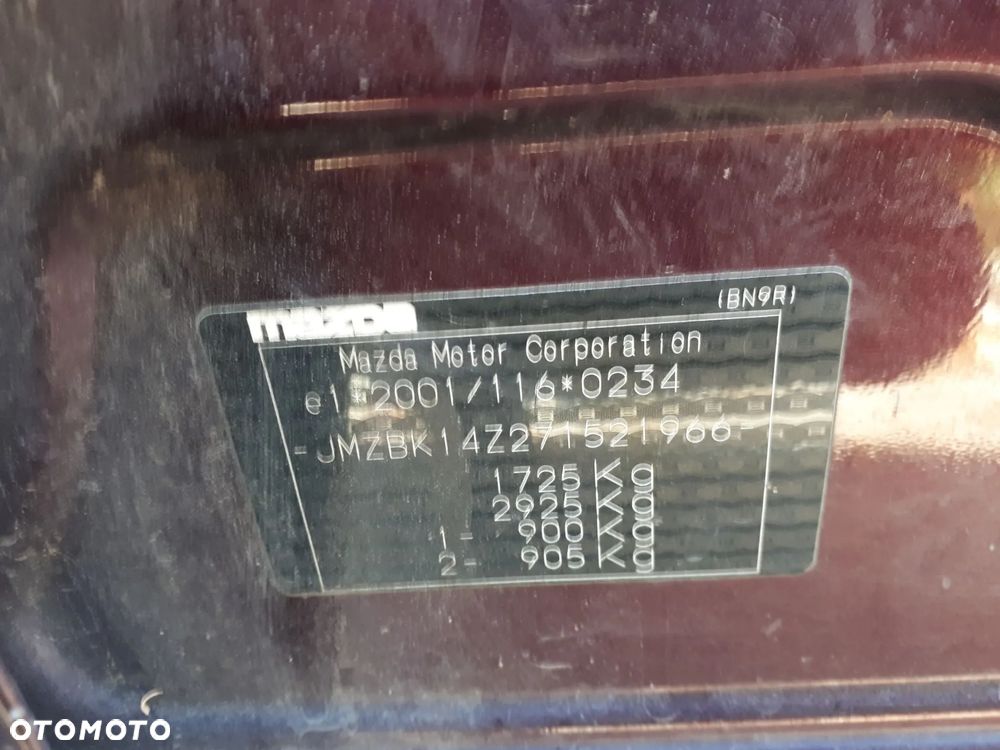 (BN9R)
mazda
Mazda Motor Corporation
e1*2001/116*0234
-JMZBK14Z271521966-
1725 Kg
2925 Kg
1- 900 Kg
2- 905 Kg
OTOMOTO